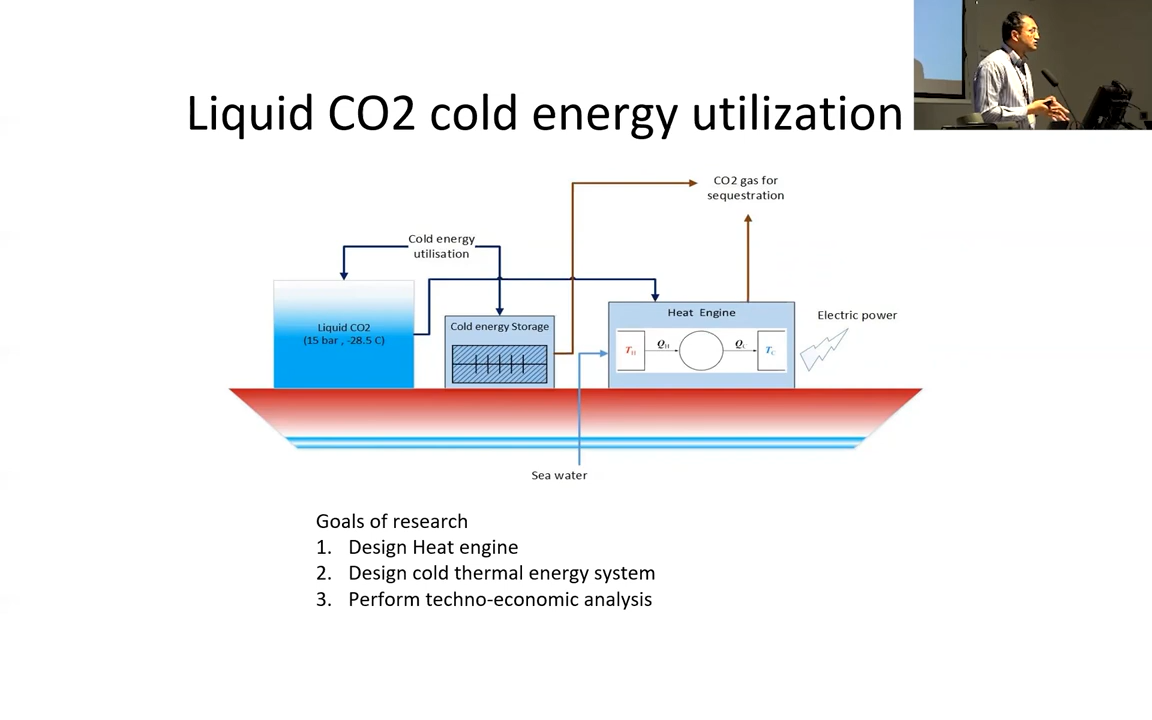 Liquid CO2 cold energy utilization
CO2 gas for
sequestration
Cold energy
utilisation
Liquid CO2
(15 bar , -28.5 C)
Cold energy Storage
Heat Engine
T_H
Q_H
Q_C
T_C
Electric power
Sea water
Goals of research
1. Design Heat engine
2. Design cold thermal energy system
3. Perform techno-economic analysis